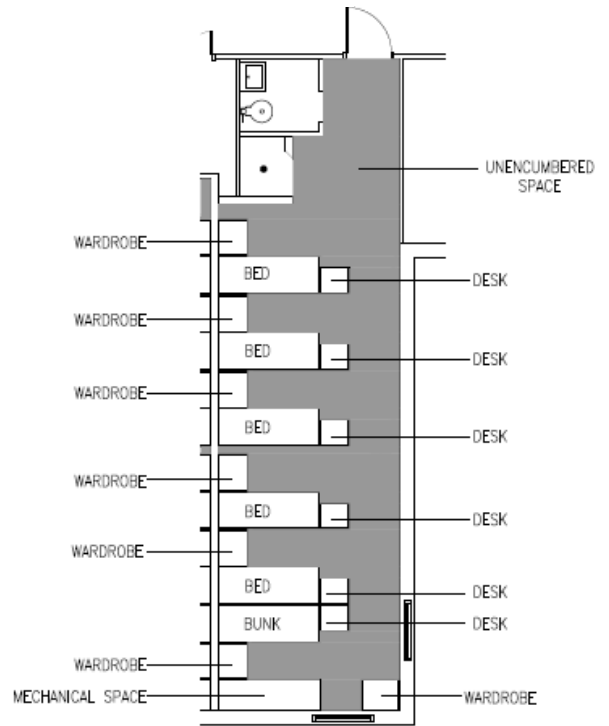 UNENCUMBERED
SPACE
WARDROBE
BED
DESK
WARDROBE
BED
DESK
WARDROBE
BED
DESK
WARDROBE
BED
DESK
WARDROBE
BED
DESK
BUNK
DESK
WARDROBE
MECHANICAL SPACE
WARDROBE